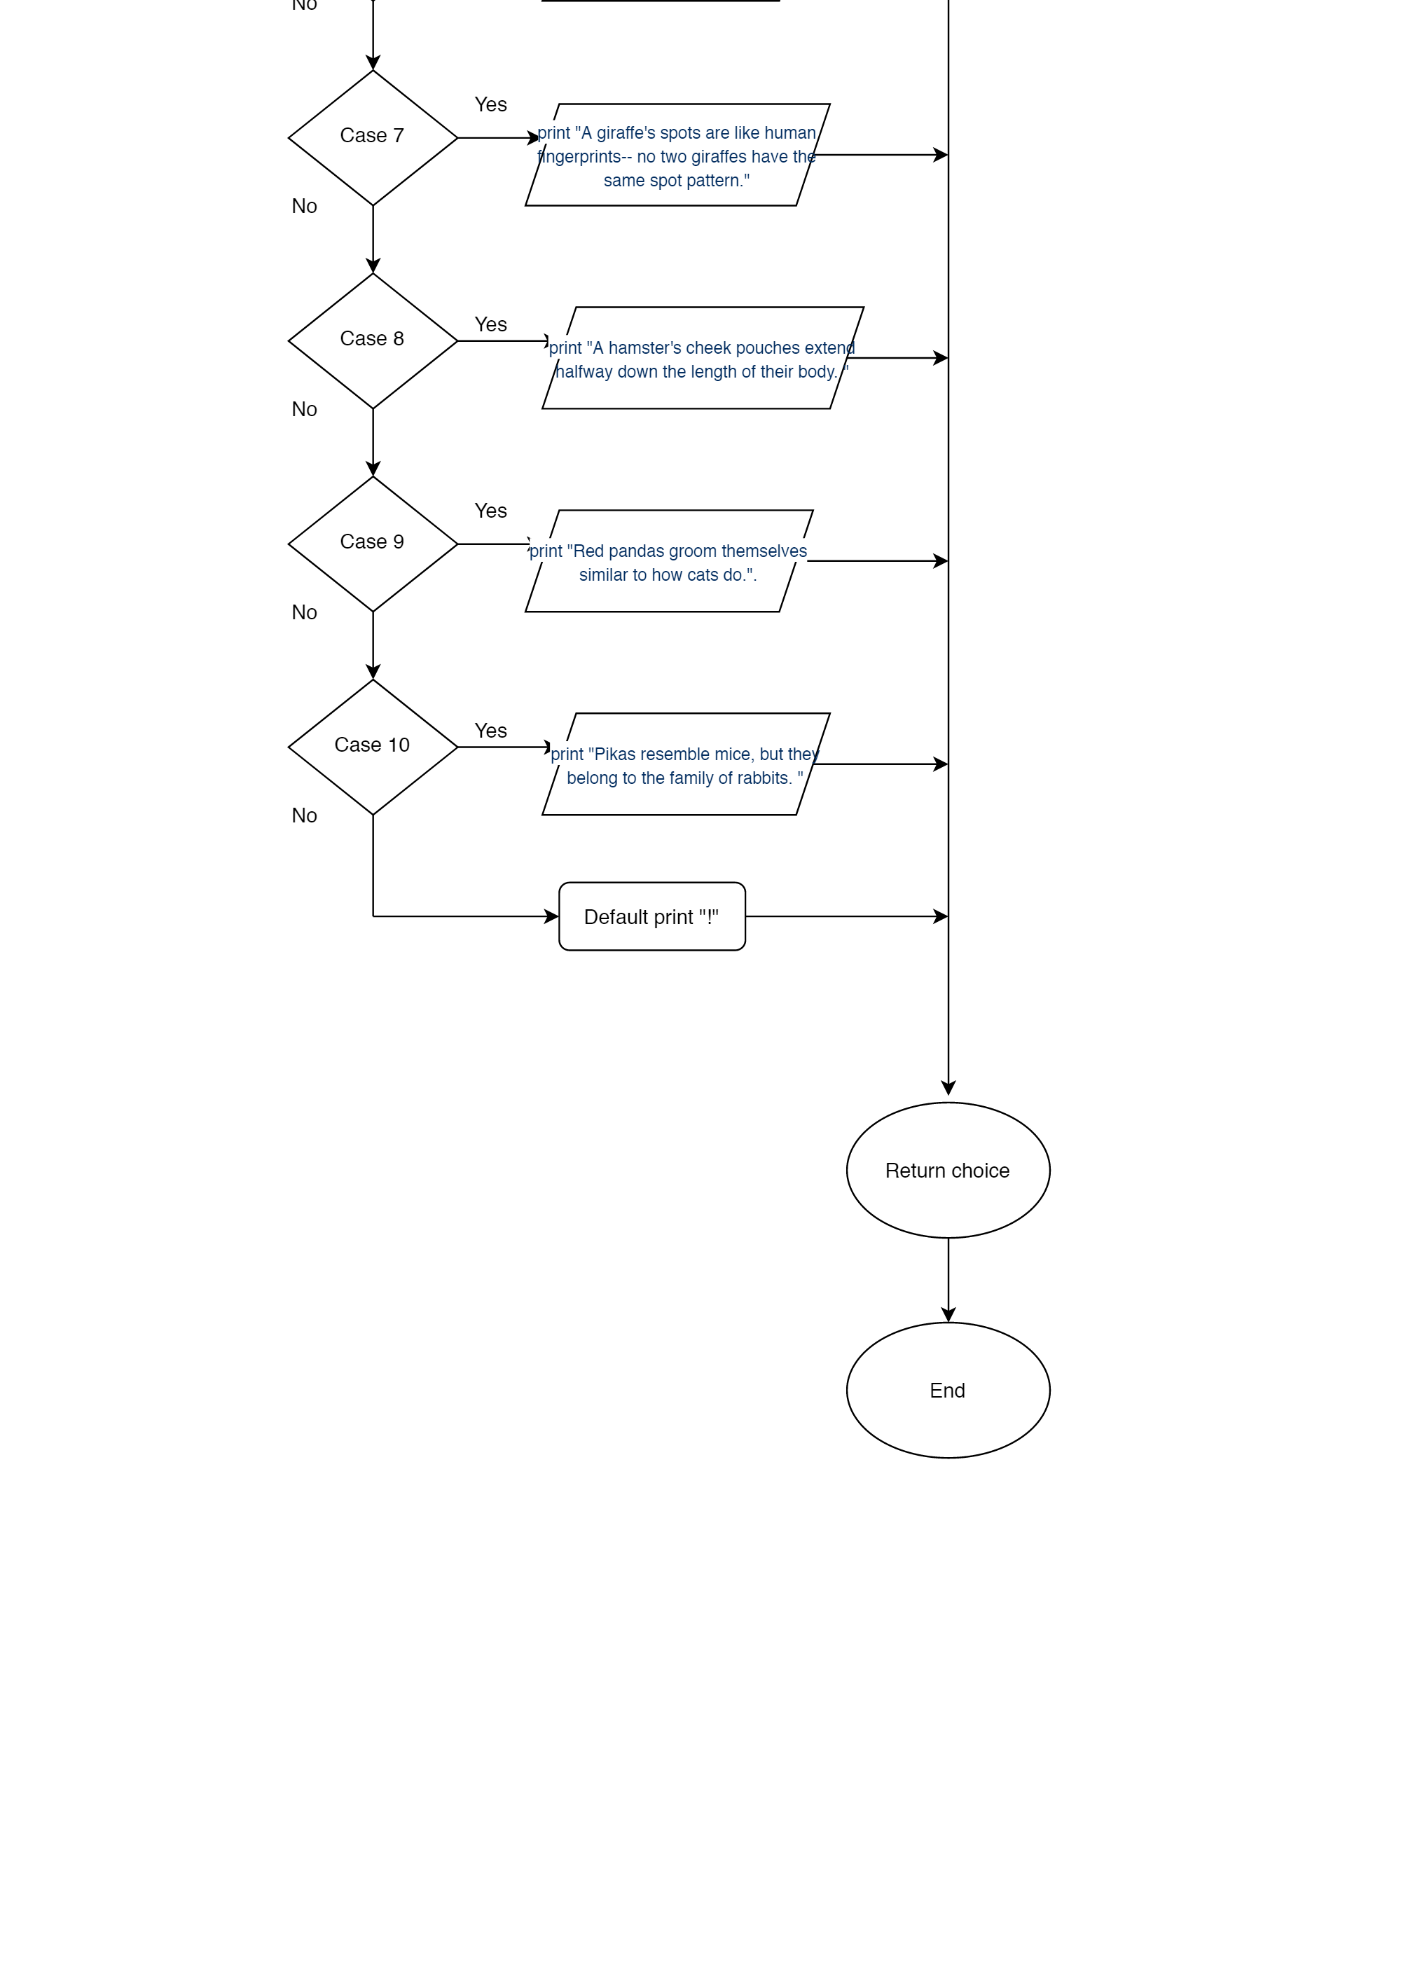 No
Yes
Case 7
print "A giraffe's spots are like human
fingerprints-- no two giraffes have the
same spot pattern."
No
Yes
Case 8
print "A hamster's cheek pouches extend
halfway down the length of their body. "
No
Yes
Case 9
print "Red pandas groom themselves
similar to how cats do.".
No
Yes
Case 10
print "Pikas resemble mice, but they
belong to the family of rabbits. "
No
Default print "!"
Return choice
End